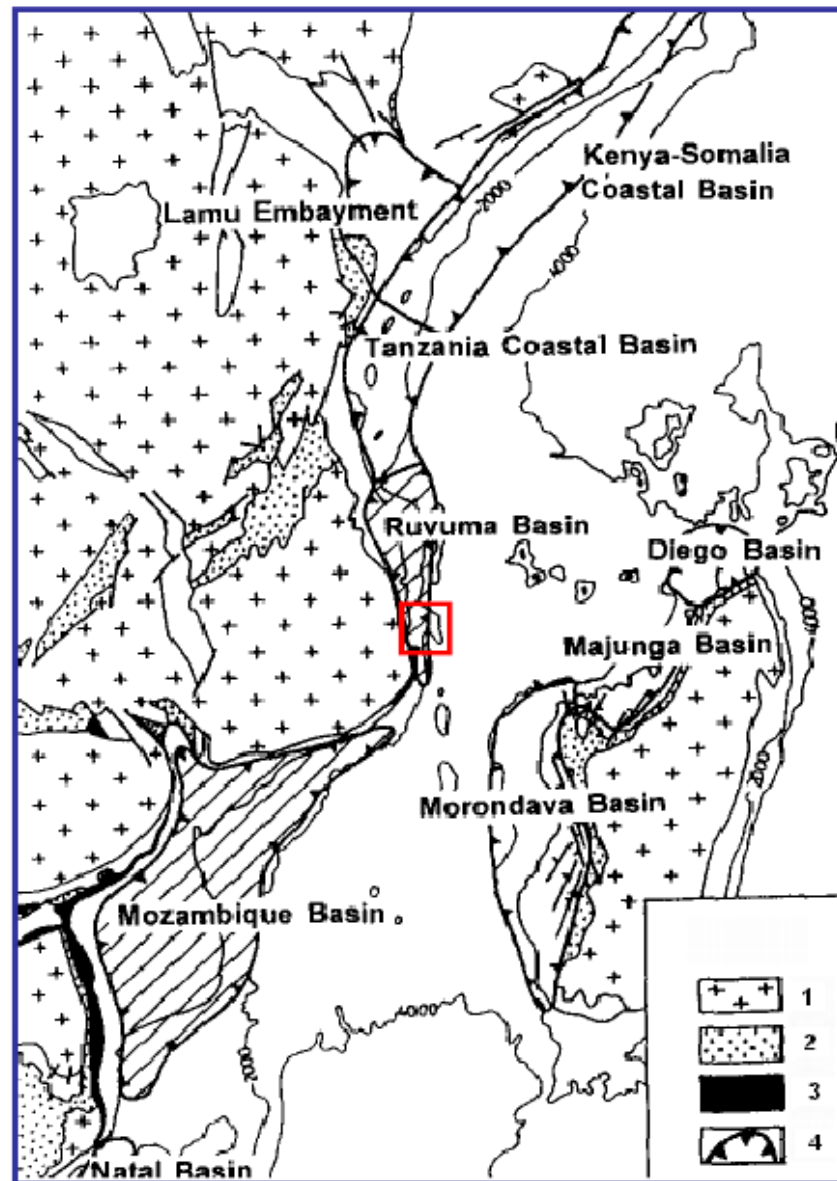 Kenya-Somalia
Coastal Basin
2000
4000
Lamu Embayment
Tanzania Coastal Basin
Ruvuma Basin
Diego Basin
Majunga Basin
4000
2000
Morondava Basin
Mozambique Basin
4000
2000
Natal Basin
1
2
3
4